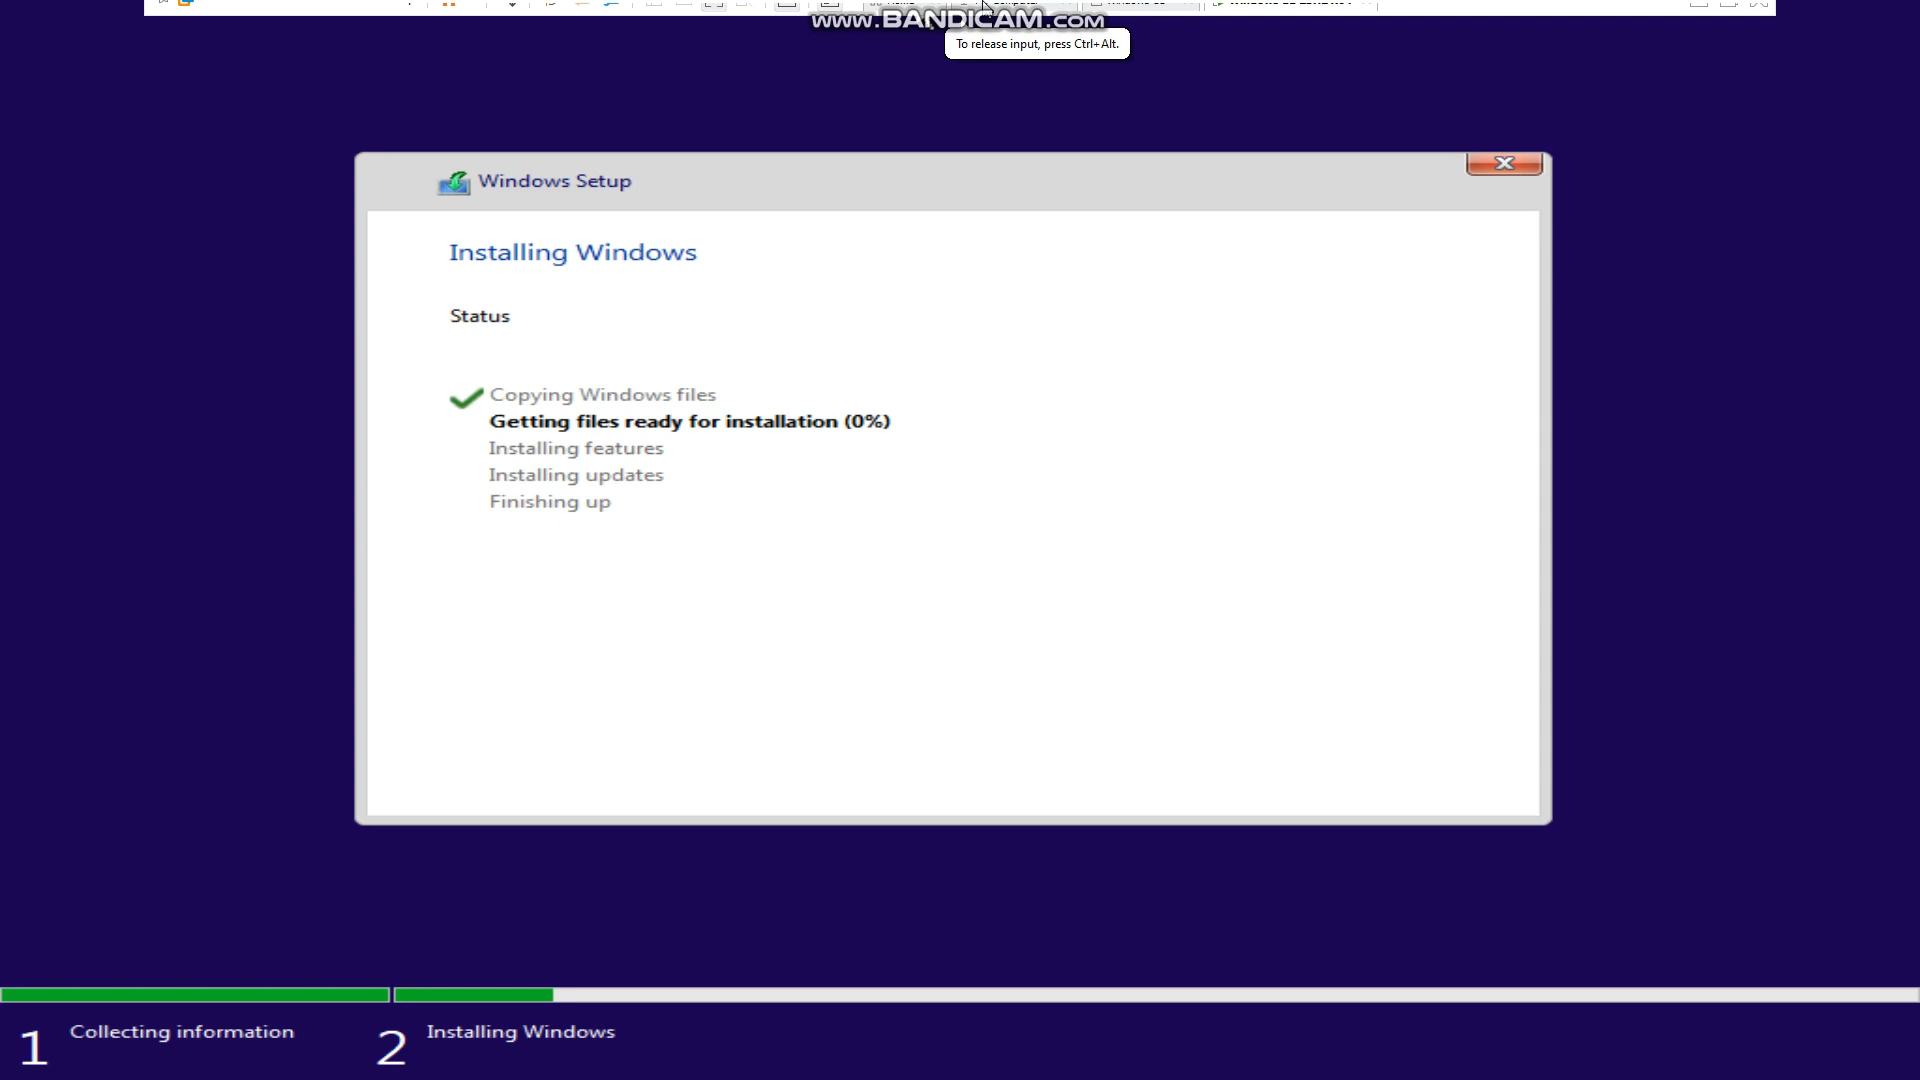 www.BANDICAM.com
To release input, press Ctrl+Alt.
Windows Setup
Installing Windows
Status
Copying Windows files
Getting files ready for installation (0%)
Installing features
Installing updates
Finishing up
1 Collecting information
2 Installing Windows